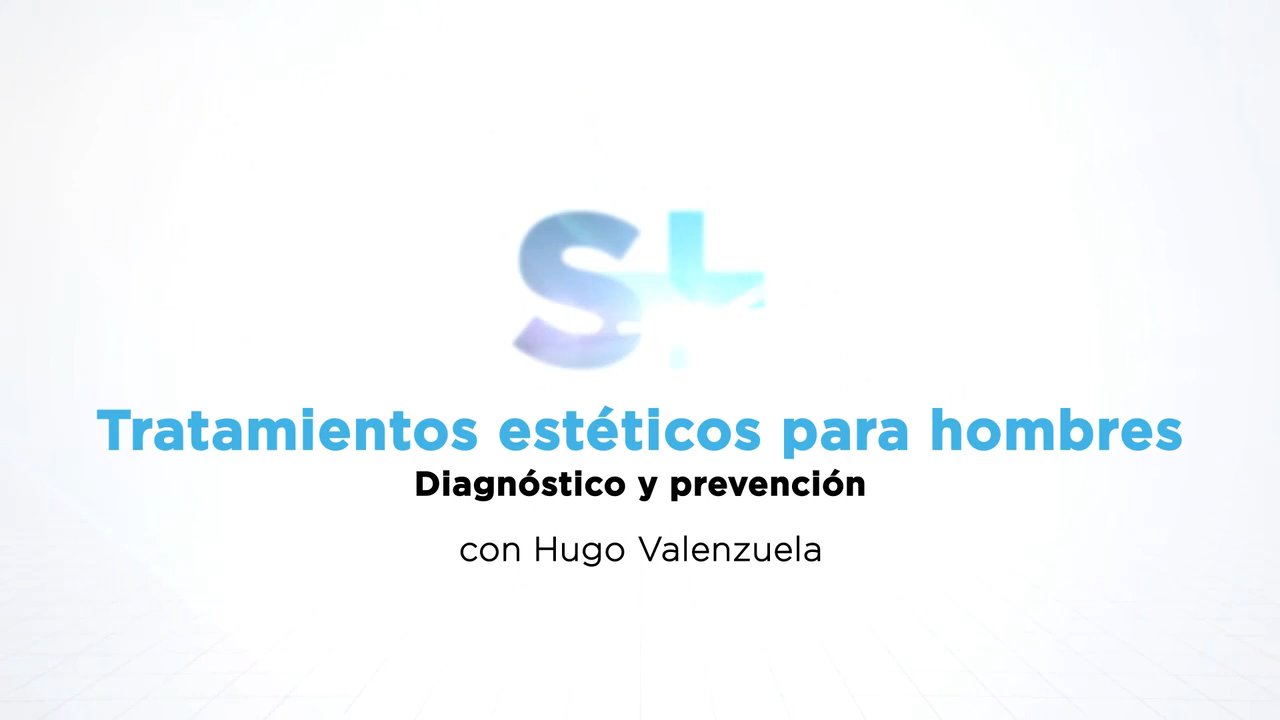 S+
Tratamientos estéticos para hombres
Diagnóstico y prevención
con Hugo Valenzuela